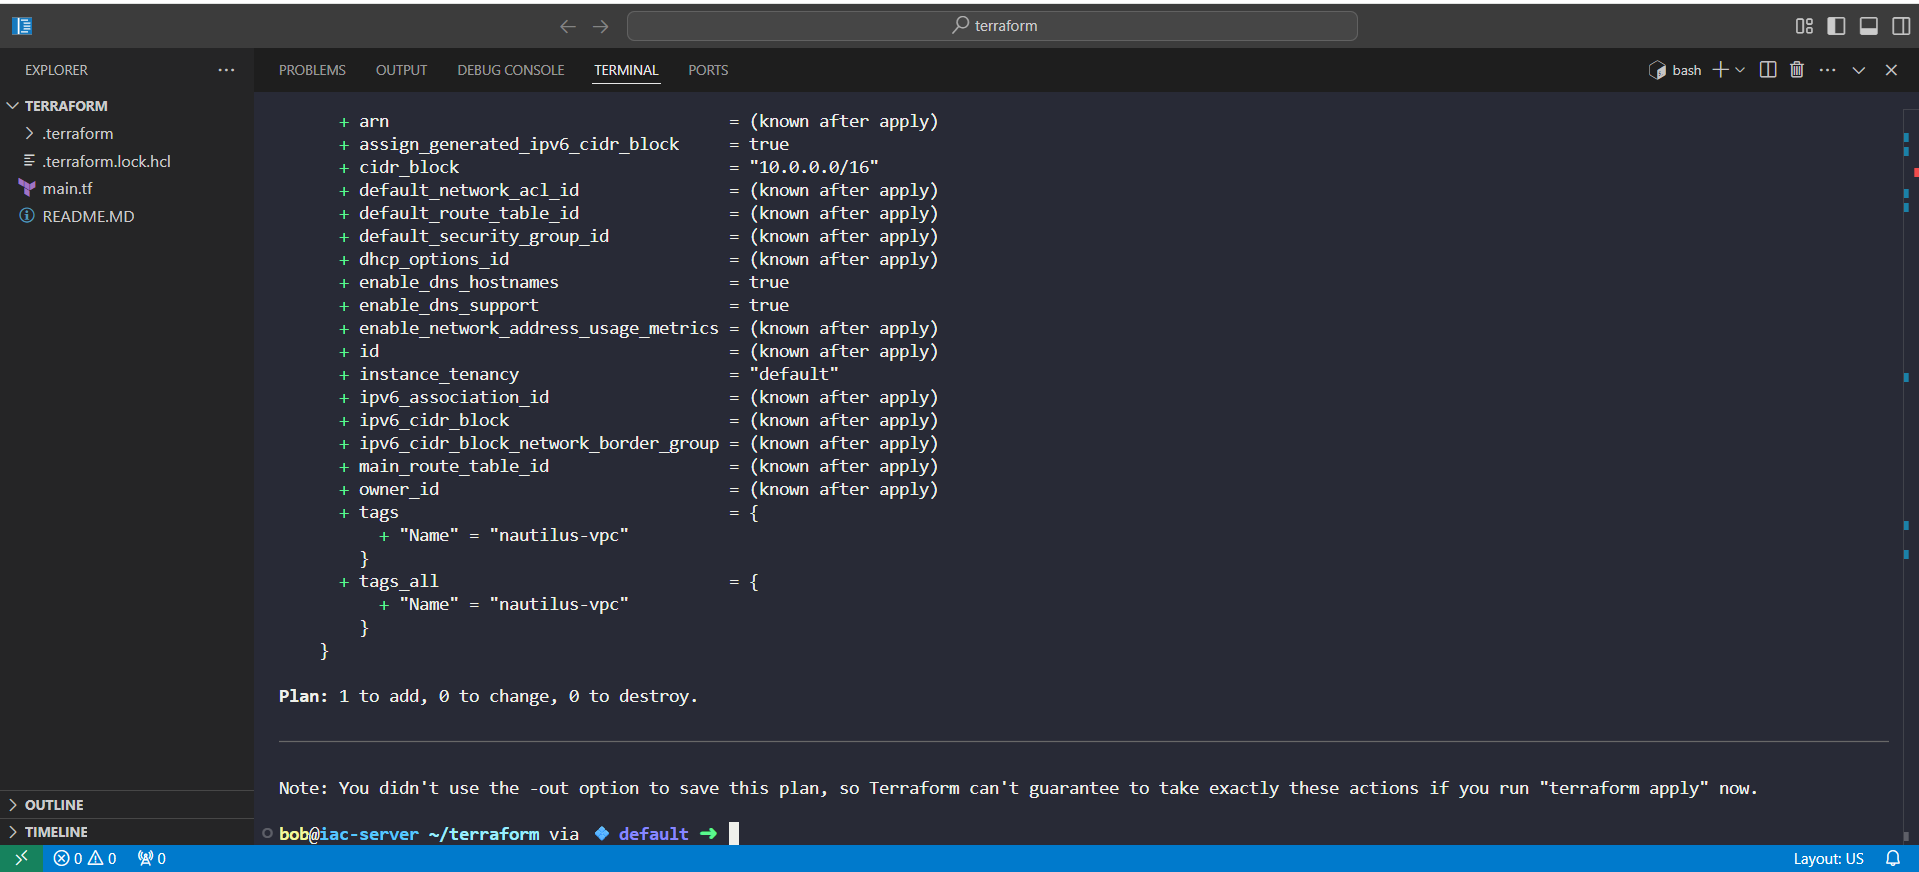 terraform
EXPLORER
PROBLEMS OUTPUT DEBUG CONSOLE TERMINAL PORTS
bash
TERRAFORM
.terraform
.terraform.lock.hcl
main.tf
README.MD
+ arn = (known after apply)
+ assign_generated_ipv6_cidr_block = true
+ cidr_block = "10.0.0.0/16"
+ default_network_acl_id = (known after apply)
+ default_route_table_id = (known after apply)
+ default_security_group_id = (known after apply)
+ dhcp_options_id = (known after apply)
+ enable_dns_hostnames = true
+ enable_dns_support = true
+ enable_network_address_usage_metrics = (known after apply)
+ id = (known after apply)
+ instance_tenancy = "default"
+ ipv6_association_id = (known after apply)
+ ipv6_cidr_block = (known after apply)
+ ipv6_cidr_block_network_border_group = (known after apply)
+ main_route_table_id = (known after apply)
+ owner_id = (known after apply)
+ tags = {
+ "Name" = "nautilus-vpc"
}
+ tags_all = {
+ "Name" = "nautilus-vpc"
}
}
Plan: 1 to add, 0 to change, 0 to destroy.
Note: You didn't use the -out option to save this plan, so Terraform can't guarantee to take exactly these actions if you run "terraform apply" now.
bob@iac-server ~/terraform via default ➜
OUTLINE
TIMELINE
0 0 0
Layout: US